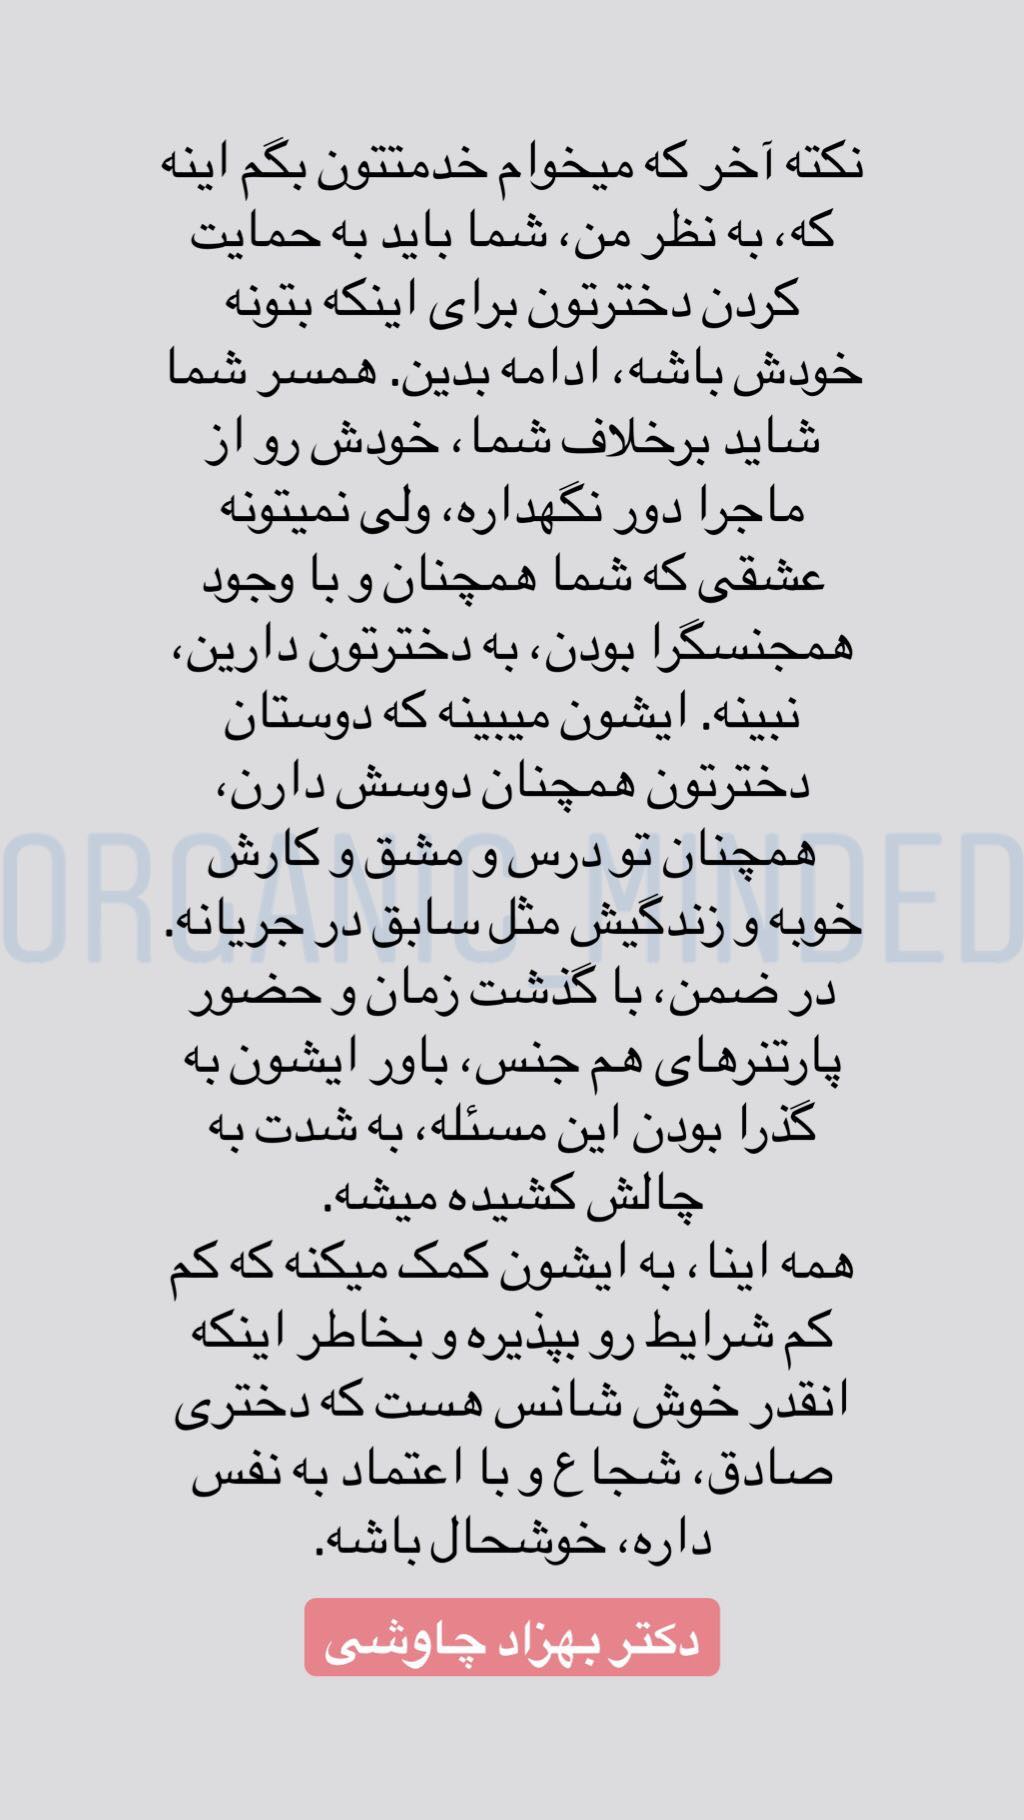 نکته آخر که میخوام خدمتتون بگم اینه
که، به نظر من، شما باید به حمایت
کردن دخترتون برای اینکه بتونه
خودش باشه، ادامه بدین. همسر شما
شاید برخلاف شما، خودش رو از
ماجرا دور نگهداره، ولی نمیتونه
عشقی که شما همچنان و با وجود
همجنسگرا بودن، به دخترتون دارین،
نبینه. ایشون میبینه که دوستان
دخترتون همچنان دوسش دارن،
همچنان تو درس و مشق و کارش
خوبه و زندگیش مثل سابق در جریانه.
در ضمن، با گذشت زمان و حضور
پارتنرهای هم جنس، باور ایشون به
گذرا بودن این مسئله، به شدت به
چالش کشیده میشه.
همه اینا، به ایشون کمک میکنه که کم
کم شرایط رو بپذیره و بخاطر اینکه
انقدر خوش شانس هست که دختری
صادق، شجاع و با اعتماد به نفس
داره، خوشحال باشه.
دکتر بهزاد چاوشی
ORGANIC_MINDED